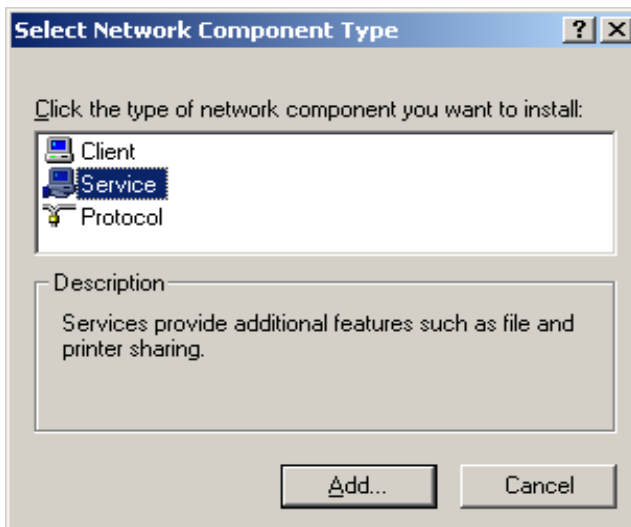 Select Network Component Type
Click the type of network component you want to install:
Client
Service
Protocol
Description
Services provide additional features such as file and
printer sharing.
Add...
Cancel